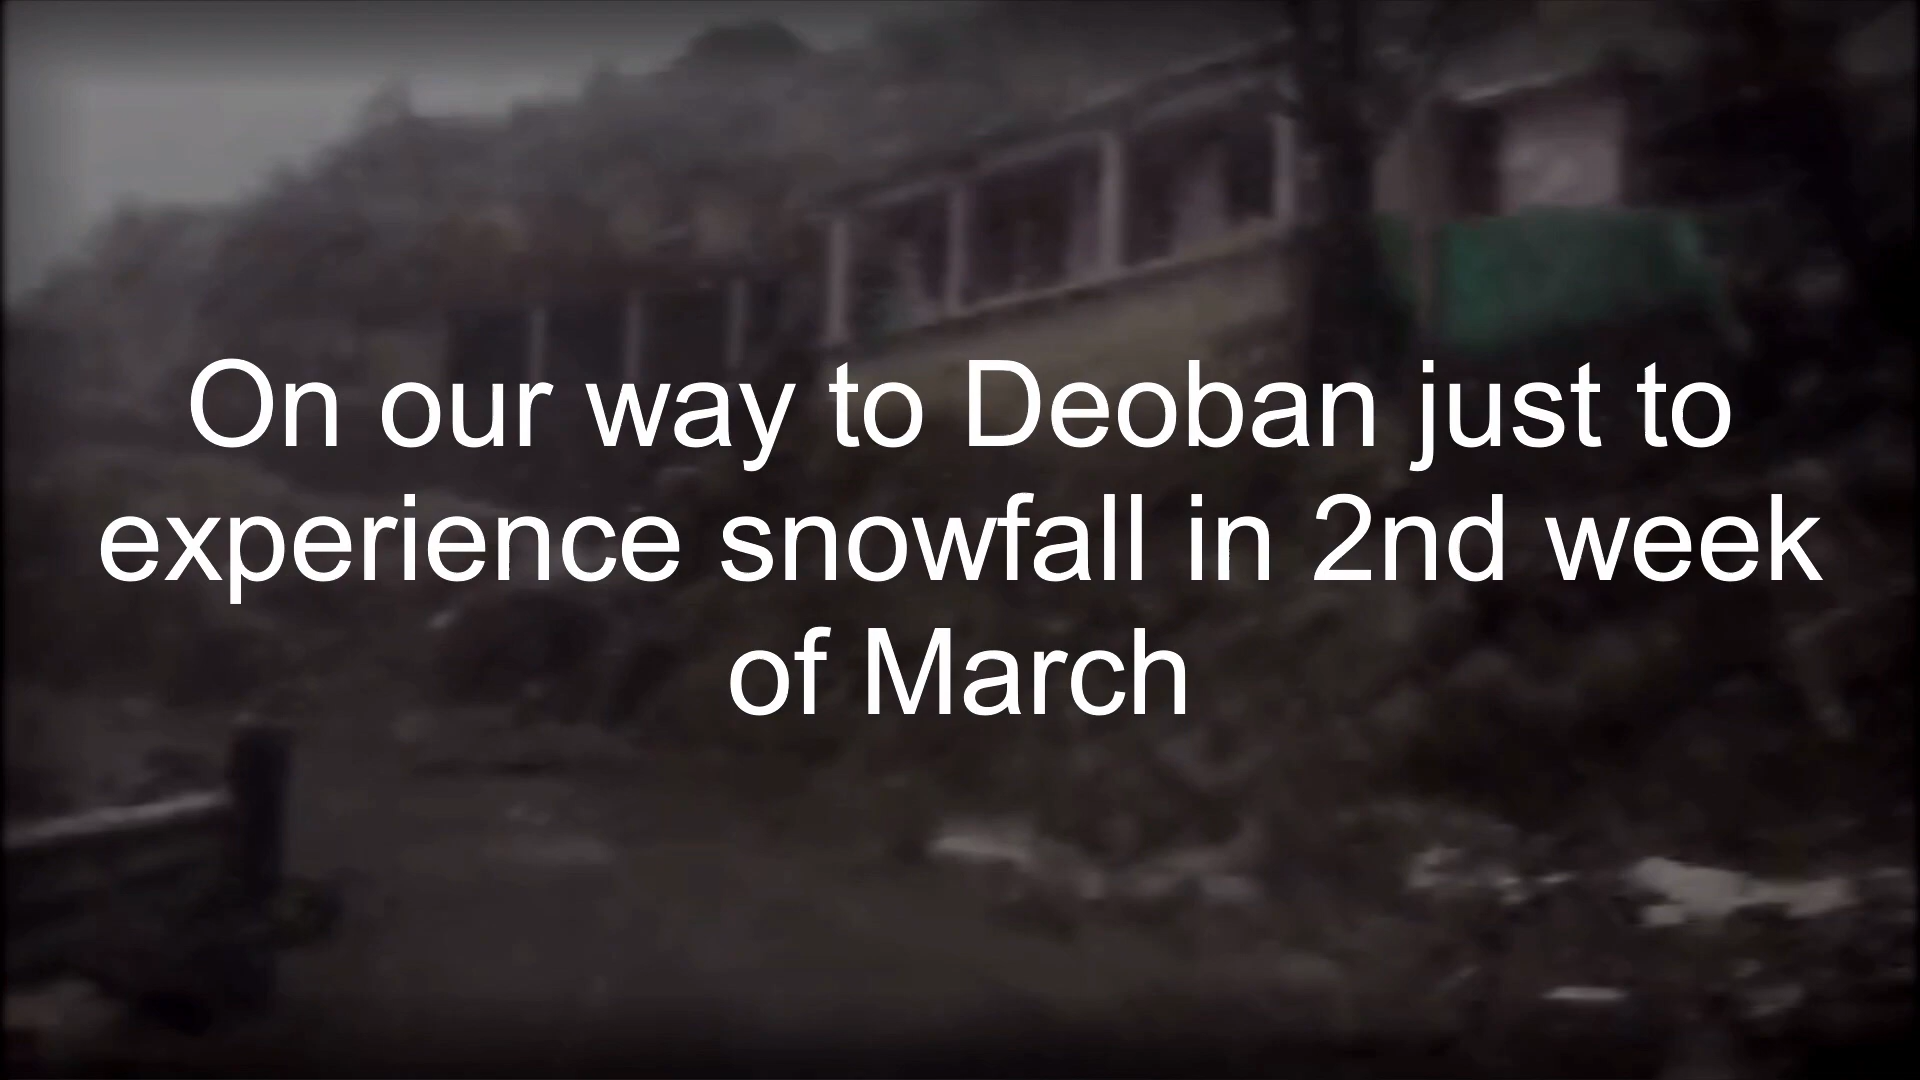 On our way to Deoban just to
experience snowfall in 2nd week
of March